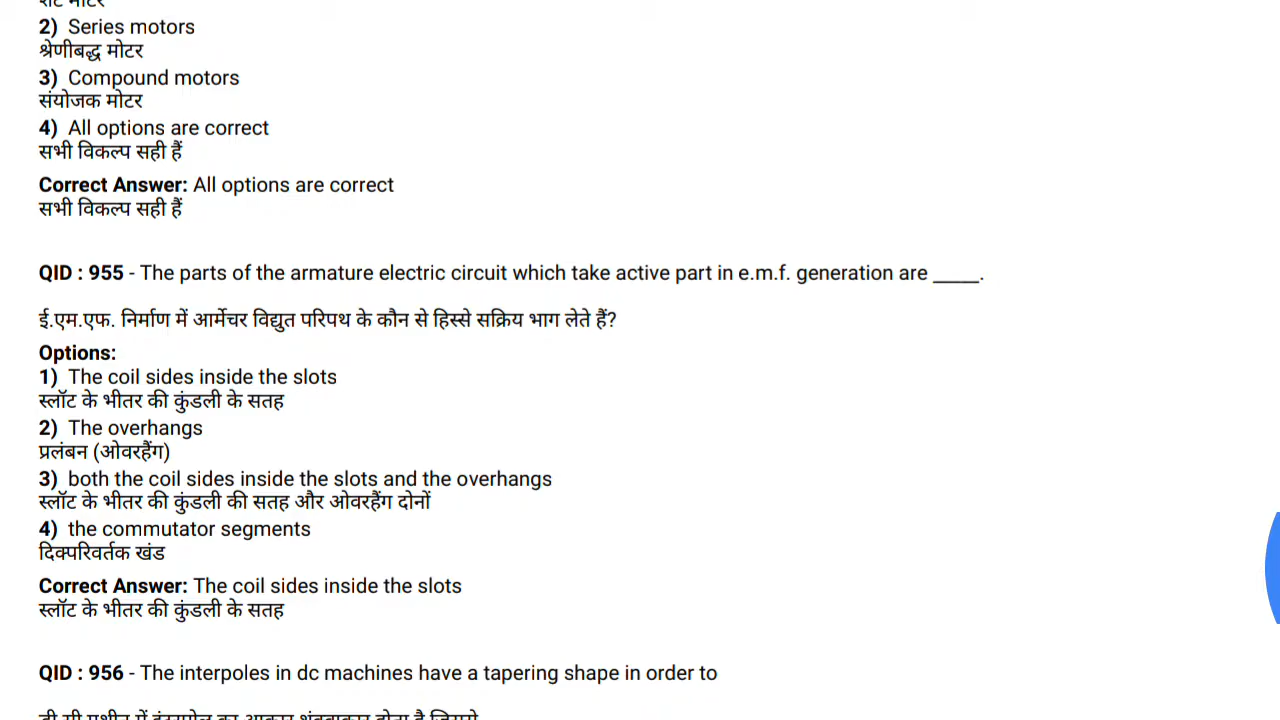 2) Series motors
श्रेणीबद्ध मोटर
3) Compound motors
संयोजक मोटर
4) All options are correct
सभी विकल्प सही हैं
Correct Answer: All options are correct
सभी विकल्प सही हैं
QID : 955 - The parts of the armature electric circuit which take active part in e.m.f. generation are _____.
ई.एम.एफ. निर्माण में आर्मेचर विद्युत परिपथ के कौन से हिस्से सक्रिय भाग लेते हैं?
Options:
1) The coil sides inside the slots
स्लॉट के भीतर की कुंडली के सतह
2) The overhangs
प्रलंबन (ओवरहैंग)
3) both the coil sides inside the slots and the overhangs
स्लॉट के भीतर की कुंडली की सतह और ओवरहैंग दोनों
4) the commutator segments
दिक्परिवर्तक खंड
Correct Answer: The coil sides inside the slots
स्लॉट के भीतर की कुंडली के सतह
QID : 956 - The interpoles in dc machines have a tapering shape in order to